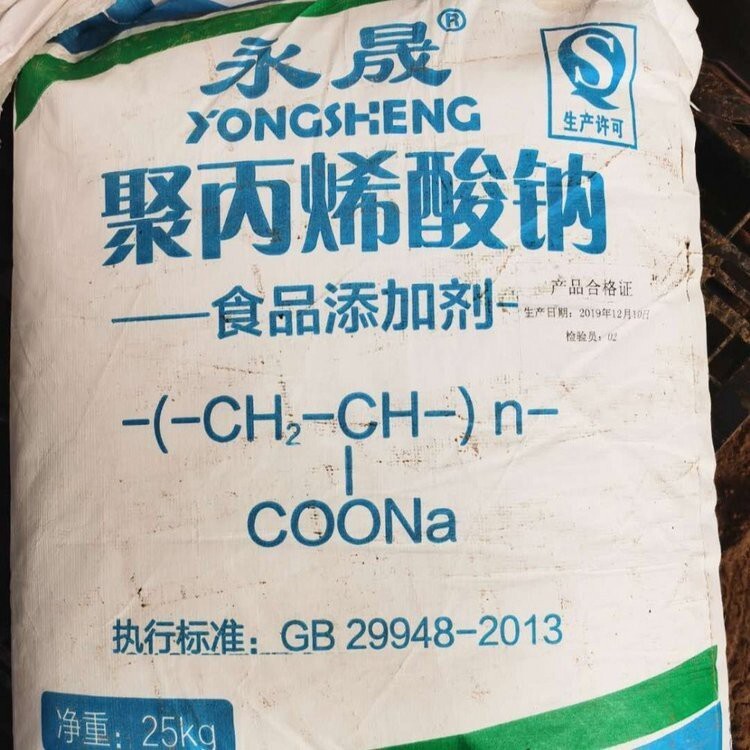 永晟®
YONGSHENG
生产许可
聚丙烯酸钠
食品添加剂
产品合格证
生产日期：2019年12月10日
检验员：02
-(-CH₂-CH-)n-
COONa
执行标准：GB 29948-2013
净重：25kg